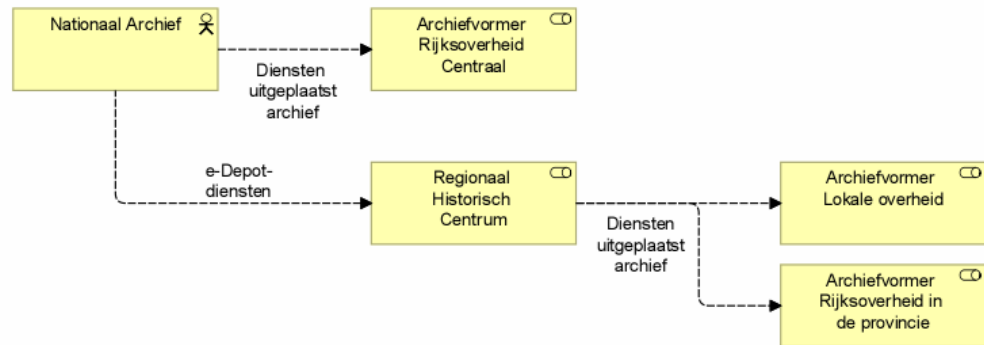 Nationaal Archief
Archiefvormer
Rijksoverheid
Centraal
Diensten
uitgeplaatst
archief
e-Depot-
diensten
Regionaal
Historisch
Centrum
Diensten
uitgeplaatst
archief
Archiefvormer
Lokale overheid
Archiefvormer
Rijksoverheid in
de provincie